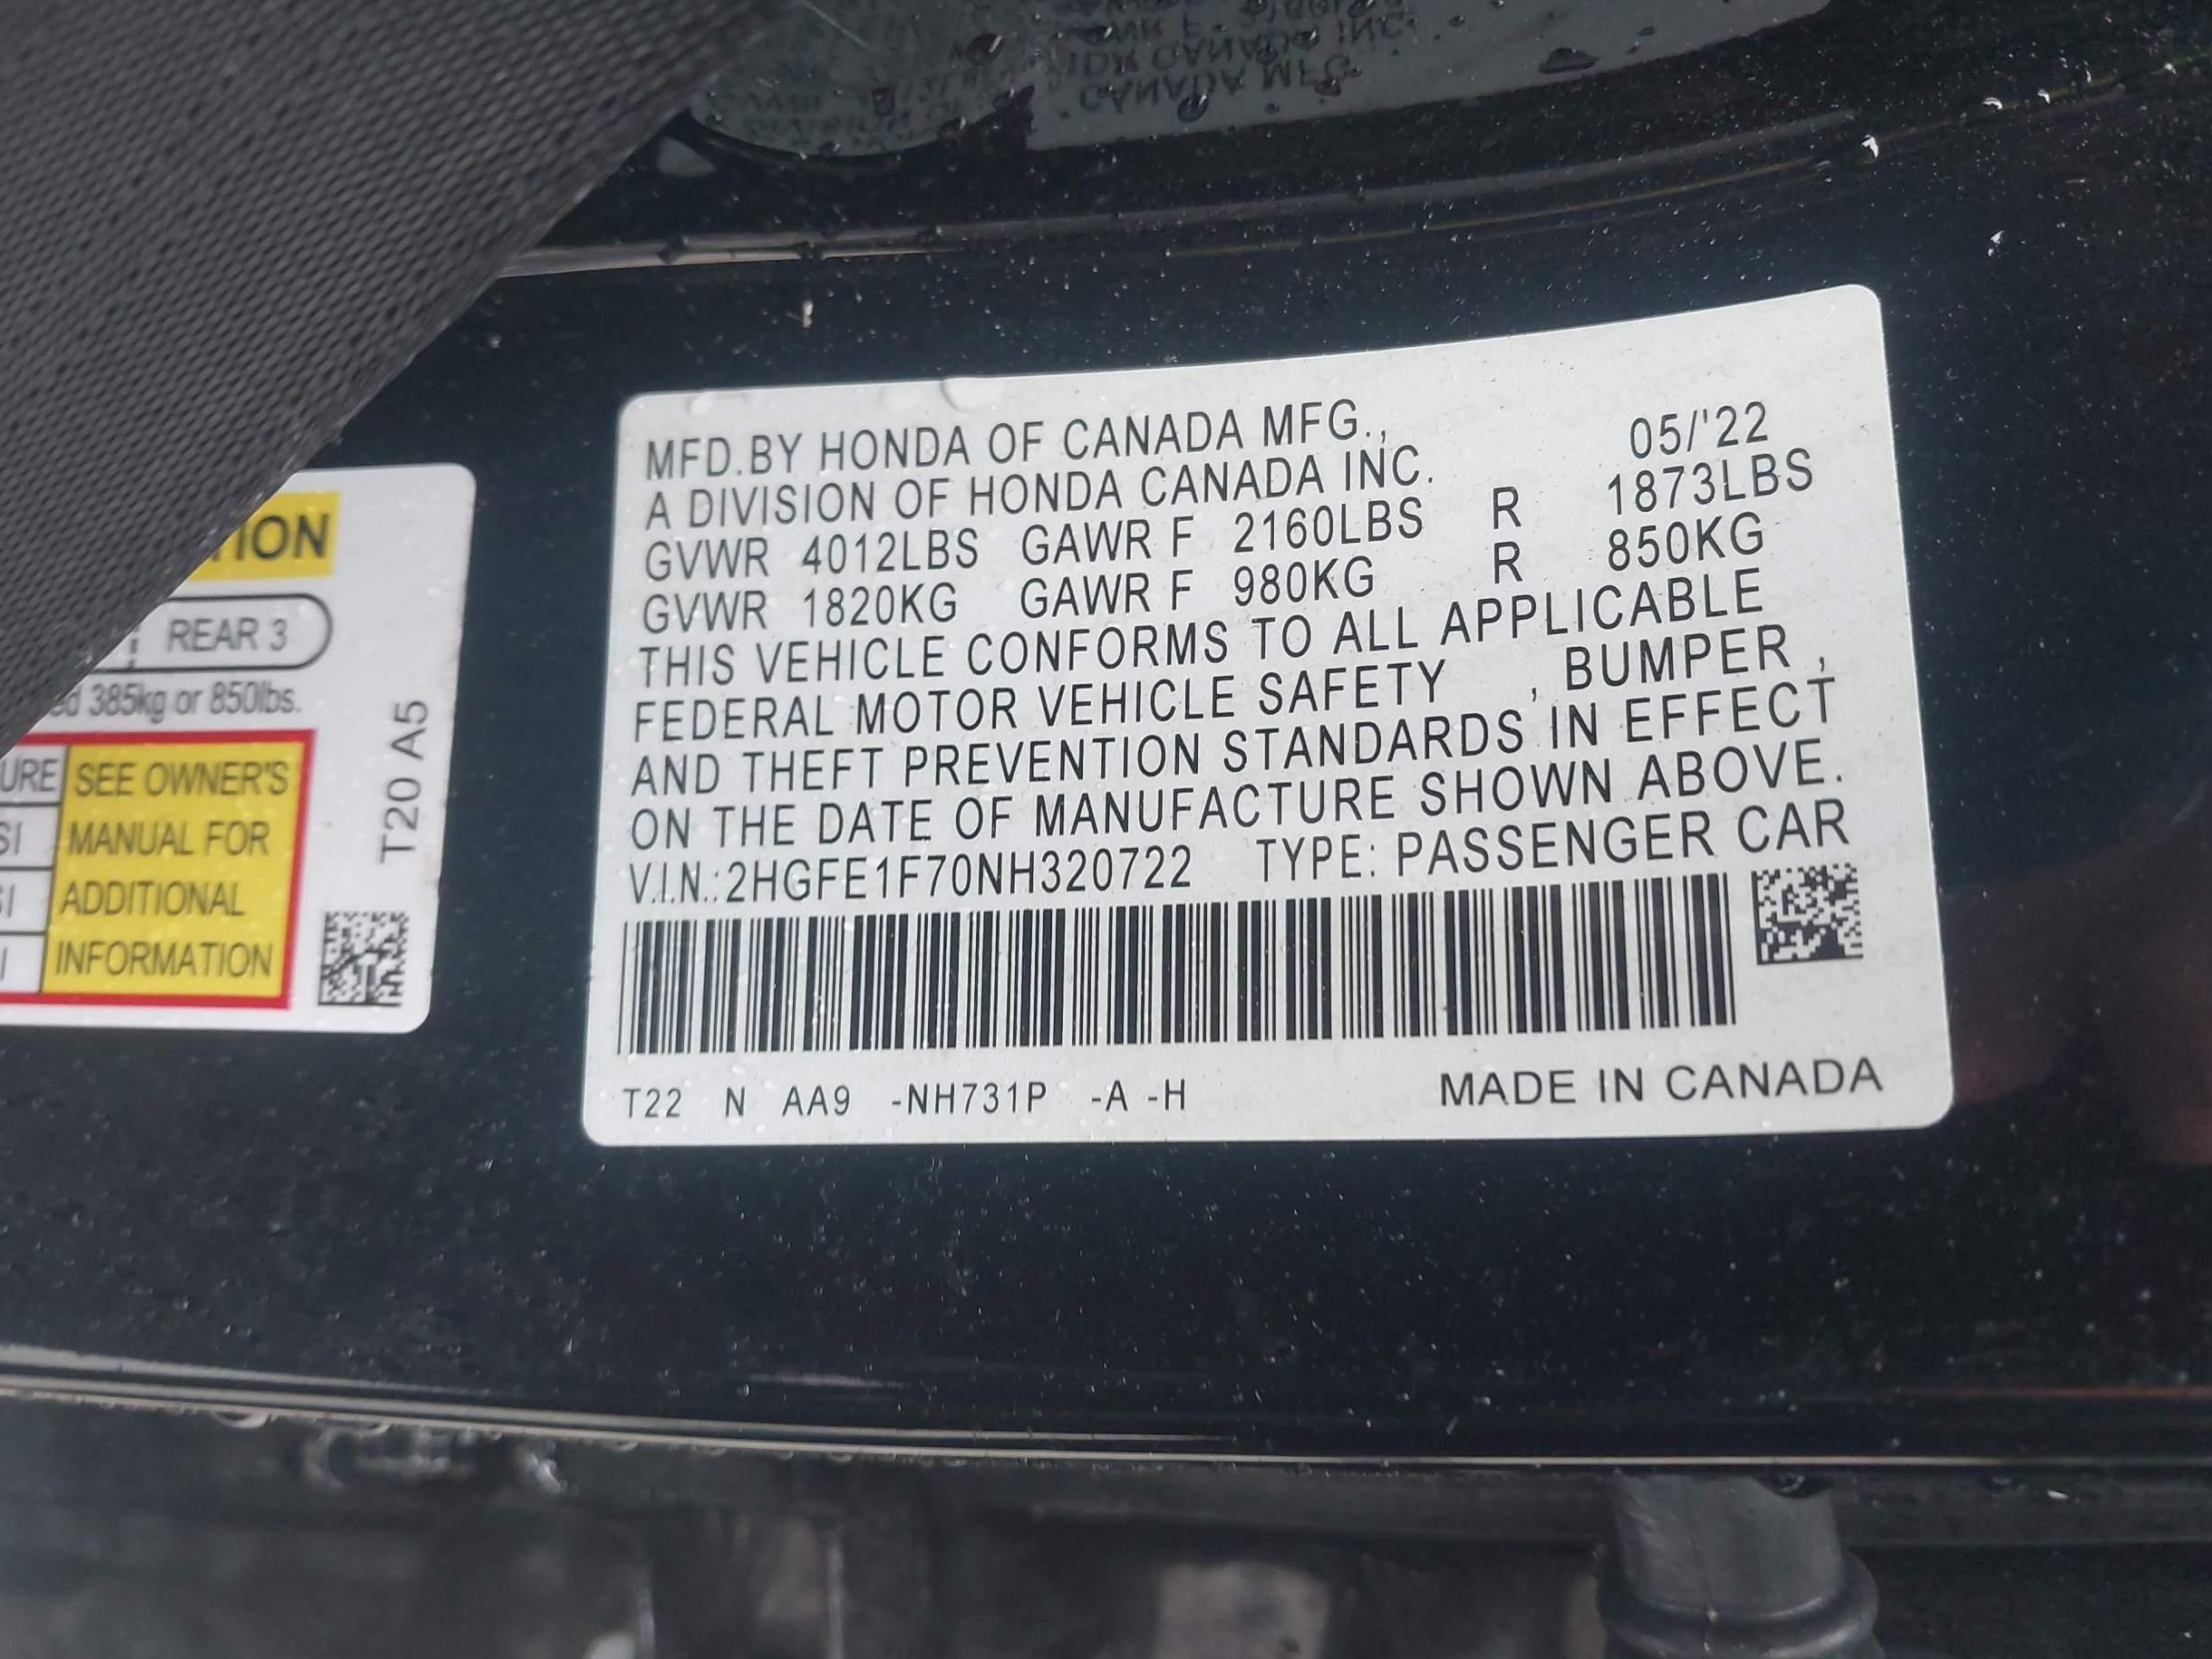 MFD.BY HONDA OF CANADA MFG., 05/'22
A DIVISION OF HONDA CANADA INC.
GVWR 4012LBS GAWR F 2160LBS R 1873LBS
GVWR 1820KG GAWR F 980KG R 850KG
THIS VEHICLE CONFORMS TO ALL APPLICABLE
FEDERAL MOTOR VEHICLE SAFETY , BUMPER ,
AND THEFT PREVENTION STANDARDS IN EFFECT
ON THE DATE OF MANUFACTURE SHOWN ABOVE.
V.I.N.:2HGFE1F70NH320722 TYPE: PASSENGER CAR
T22 N AA9 -NH731P -A -H MADE IN CANADA
REAR 3
385kg or 850lbs.
SEE OWNER'S
MANUAL FOR
ADDITIONAL
INFORMATION
T20 A5